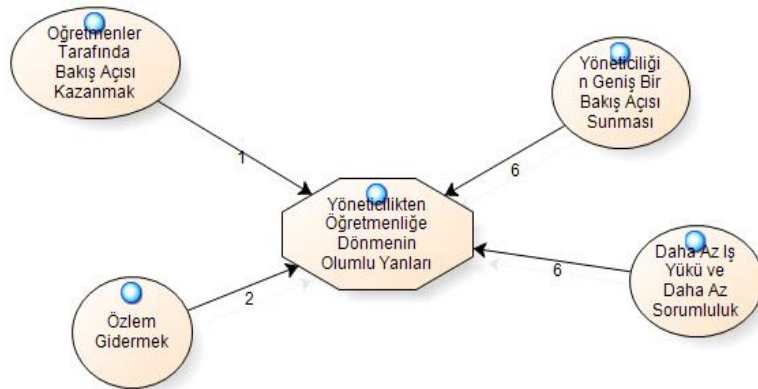 Öğretmenler
Tarafında
Bakış Açısı
Kazanmak
Yöneticiliği
n Geniş Bir
Bakış Açısı
Sunması
1
6
Yöneticilikten
Öğretmenliğe
Dönmenin
Olumlu Yanları
Daha Az İş
Yükü ve
Daha Az
Sorumluluk
6
2
Özlem
Gidermek